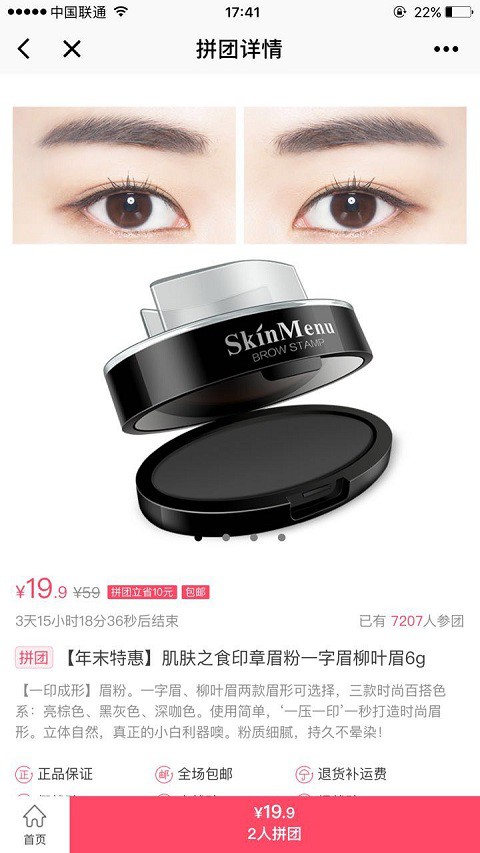 中国联通 17:41 22%
拼团详情
SkinMenu
BROW STAMP
¥19.9 ¥59 拼团立省10元 包邮
3天15小时18分36秒后结束 已有 7207人参团
拼团 【年末特惠】肌肤之食印章眉粉一字眉柳叶眉6g
【一印成形】眉粉。一字眉、柳叶眉两款眉形可选择，三款时尚百搭色
系：亮棕色、黑灰色、深咖色。使用简单，‘一压一印’一秒打造时尚眉
形。立体自然，真正的小白利器噢。粉质细腻，持久不晕染！
正 正品保证 邮 全场包邮 退货补运费
¥19.9
首页 2人拼团